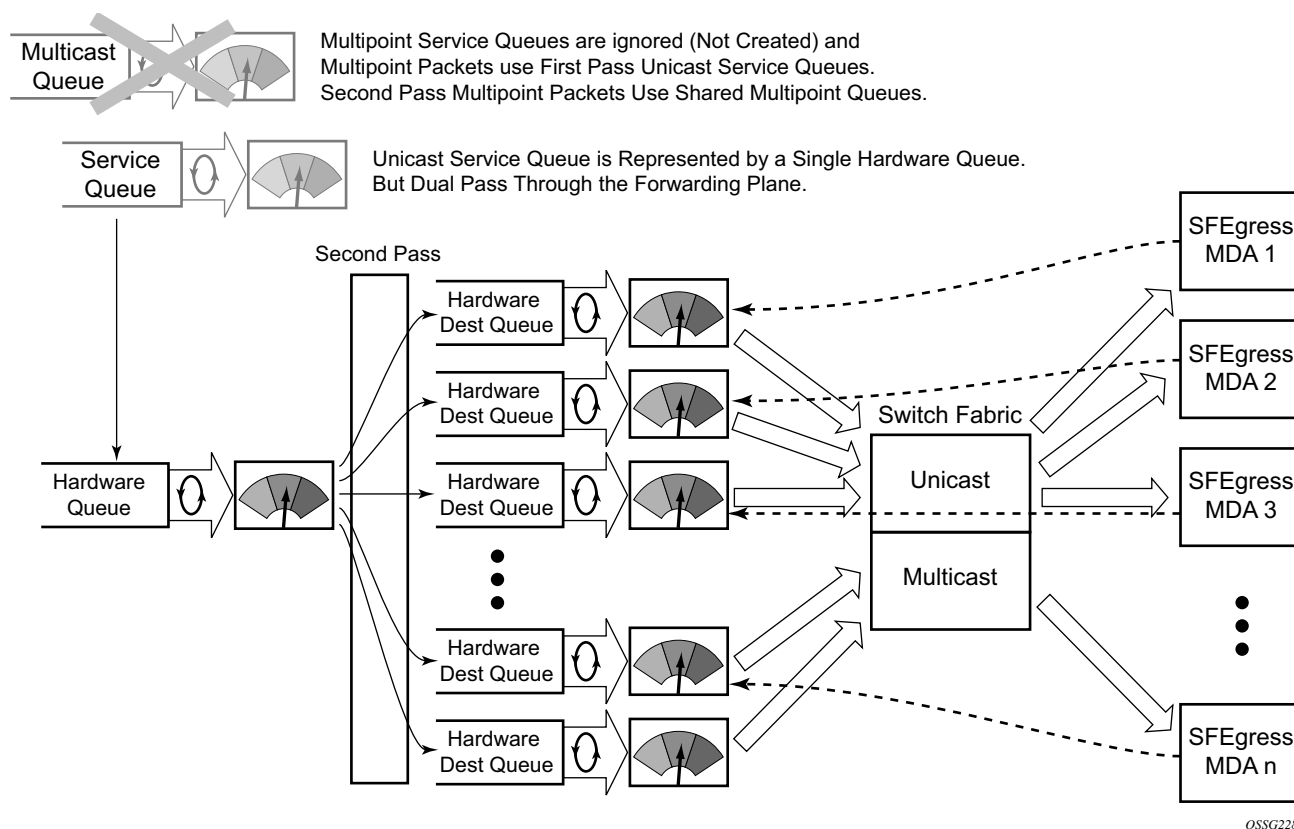 Multicast
Queue
Multipoint Service Queues are ignored (Not Created) and
Multipoint Packets use First Pass Unicast Service Queues.
Second Pass Multipoint Packets Use Shared Multipoint Queues.
Service
Queue
Unicast Service Queue is Represented by a Single Hardware Queue.
But Dual Pass Through the Forwarding Plane.
Second Pass
Hardware
Queue
Hardware
Dest Queue
Hardware
Dest Queue
Hardware
Dest Queue
Hardware
Dest Queue
Hardware
Dest Queue
Switch Fabric
Unicast
Multicast
SFEgress
MDA 1
SFEgress
MDA 2
SFEgress
MDA 3
SFEgress
MDA n
OSSG228